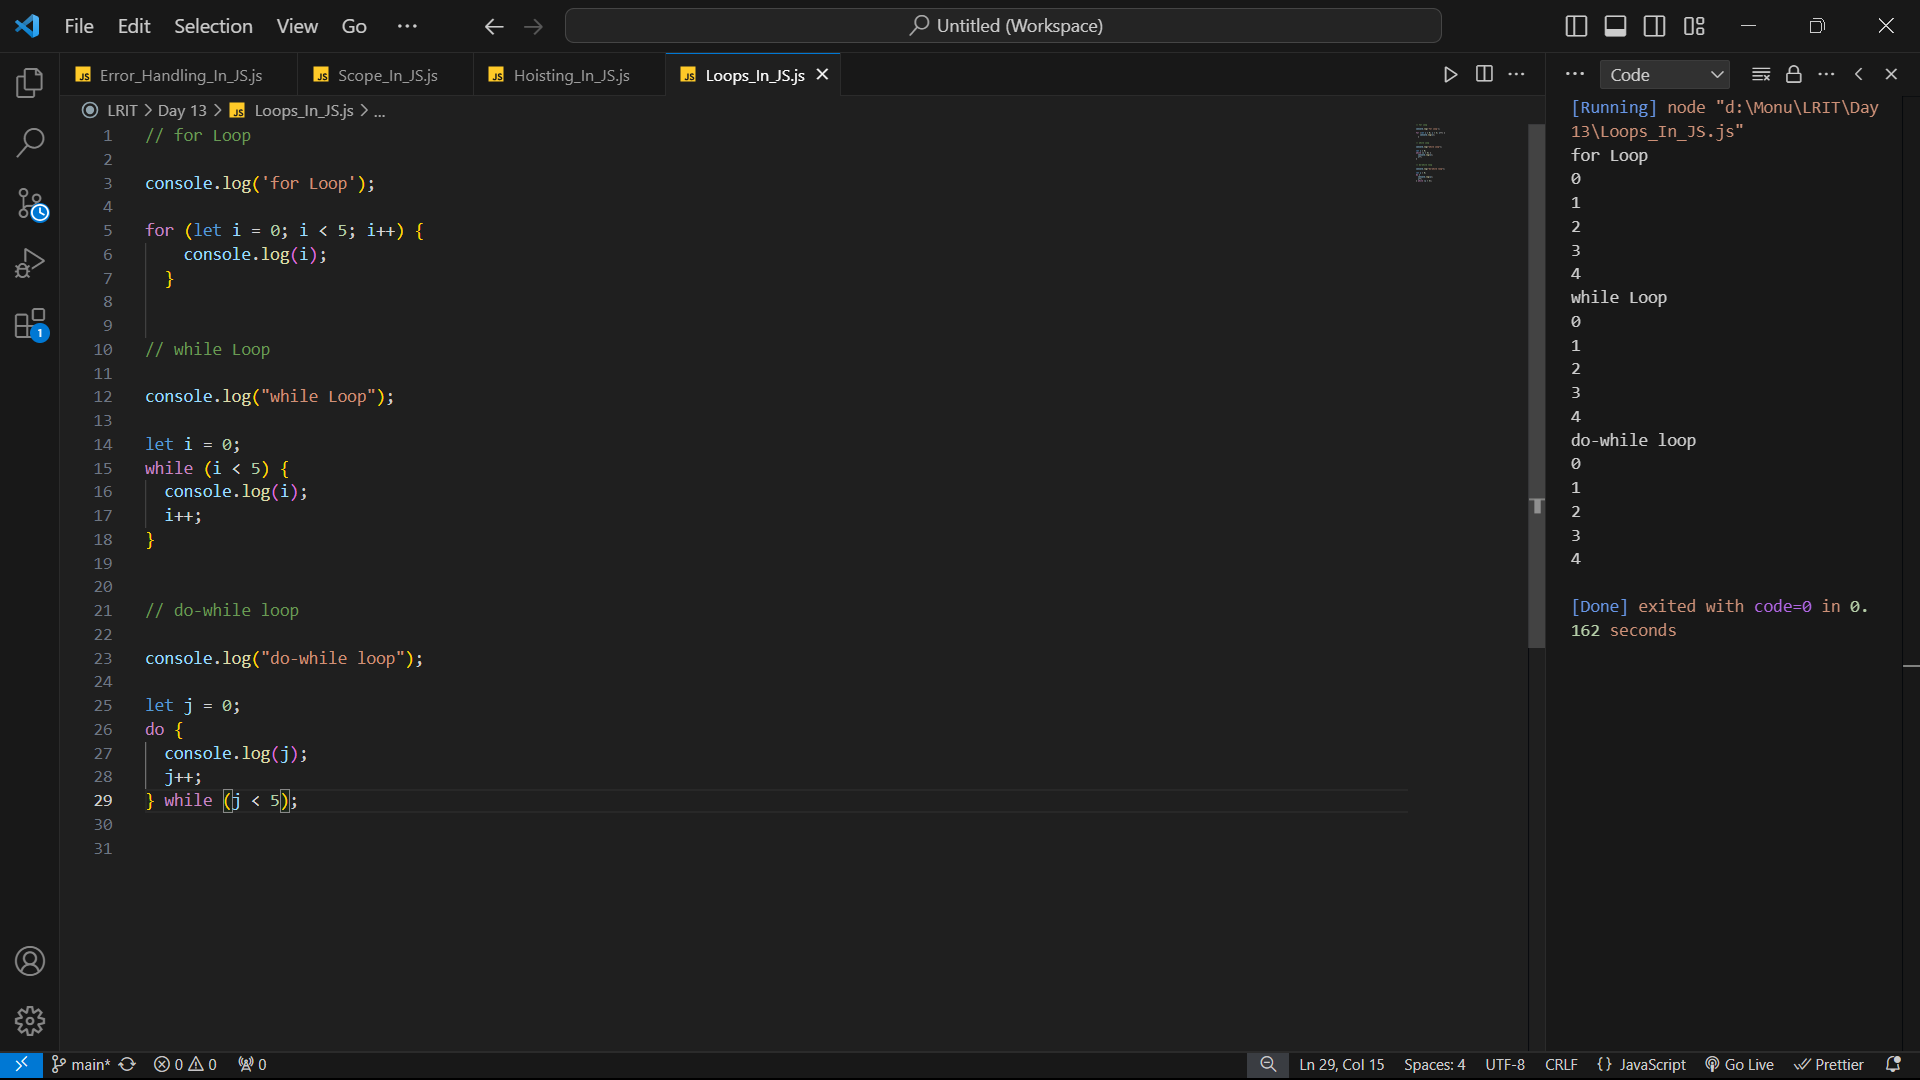 File Edit Selection View Go ··· Untitled (Workspace)
JS Error_Handling_In_JS.js JS Scope_In_JS.js JS Hoisting_In_JS.js JS Loops_In_JS.js
LRIT > Day 13 > JS Loops_In_JS.js > ...
1 // for Loop
2
3 console.log('for Loop');
4
5 for (let i = 0; i < 5; i++) {
6 console.log(i);
7 }
8
9
10 // while Loop
11
12 console.log("while Loop");
13
14 let i = 0;
15 while (i < 5) {
16 console.log(i);
17 i++;
18 }
19
20
21 // do-while loop
22
23 console.log("do-while loop");
24
25 let j = 0;
26 do {
27 console.log(j);
28 j++;
29 } while (j < 5);
30
31
1
Code
[Running] node "d:\Monu\LRIT\Day
13\Loops_In_JS.js"
for Loop
0
1
2
3
4
while Loop
0
1
2
3
4
do-while loop
0
1
2
3
4
[Done] exited with code=0 in 0.
162 seconds
main* 0 0 0 Ln 29, Col 15 Spaces: 4 UTF-8 CRLF {} JavaScript Go Live Prettier